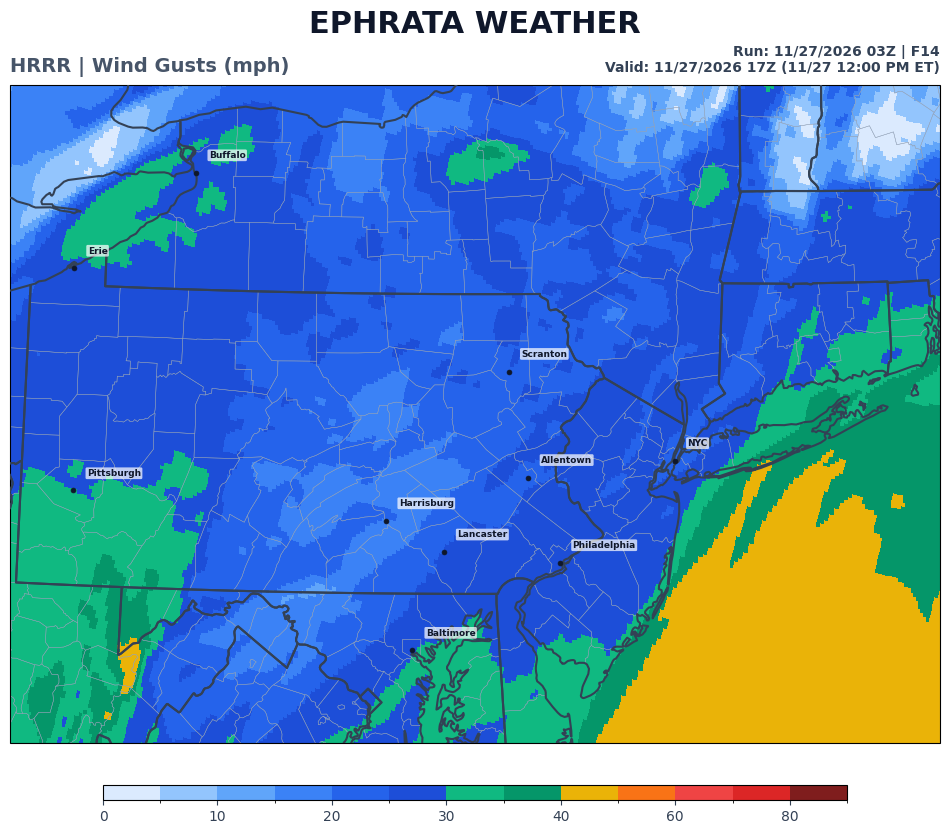 EPHRATA WEATHER
HRRR | Wind Gusts (mph)
Run: 11/27/2026 03Z | F14
Valid: 11/27/2026 17Z (11/27 12:00 PM ET)
Buffalo
Erie
Scranton
NYC
Allentown
Pittsburgh
Harrisburg
Lancaster
Philadelphia
Baltimore
0 10 20 30 40 50 60 70 80